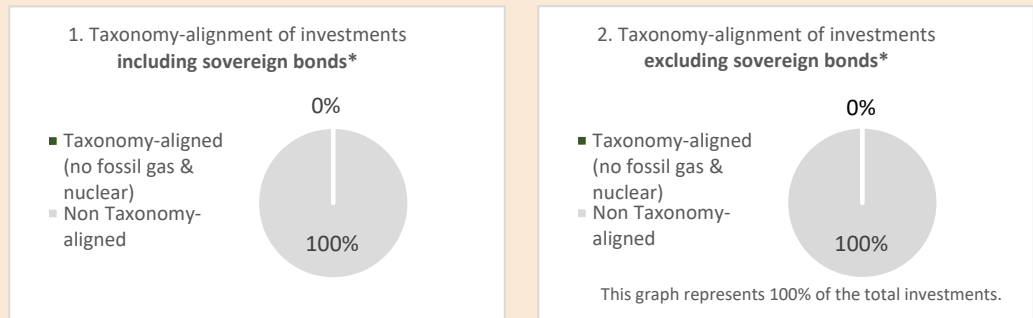 1. Taxonomy-alignment of investments
including sovereign bonds*
0%
Taxonomy-aligned
(no fossil gas &
nuclear)
Non Taxonomy-
aligned
100%
2. Taxonomy-alignment of investments
excluding sovereign bonds*
0%
Taxonomy-aligned
(no fossil gas &
nuclear)
Non Taxonomy-
aligned
100%
This graph represents 100% of the total investments.